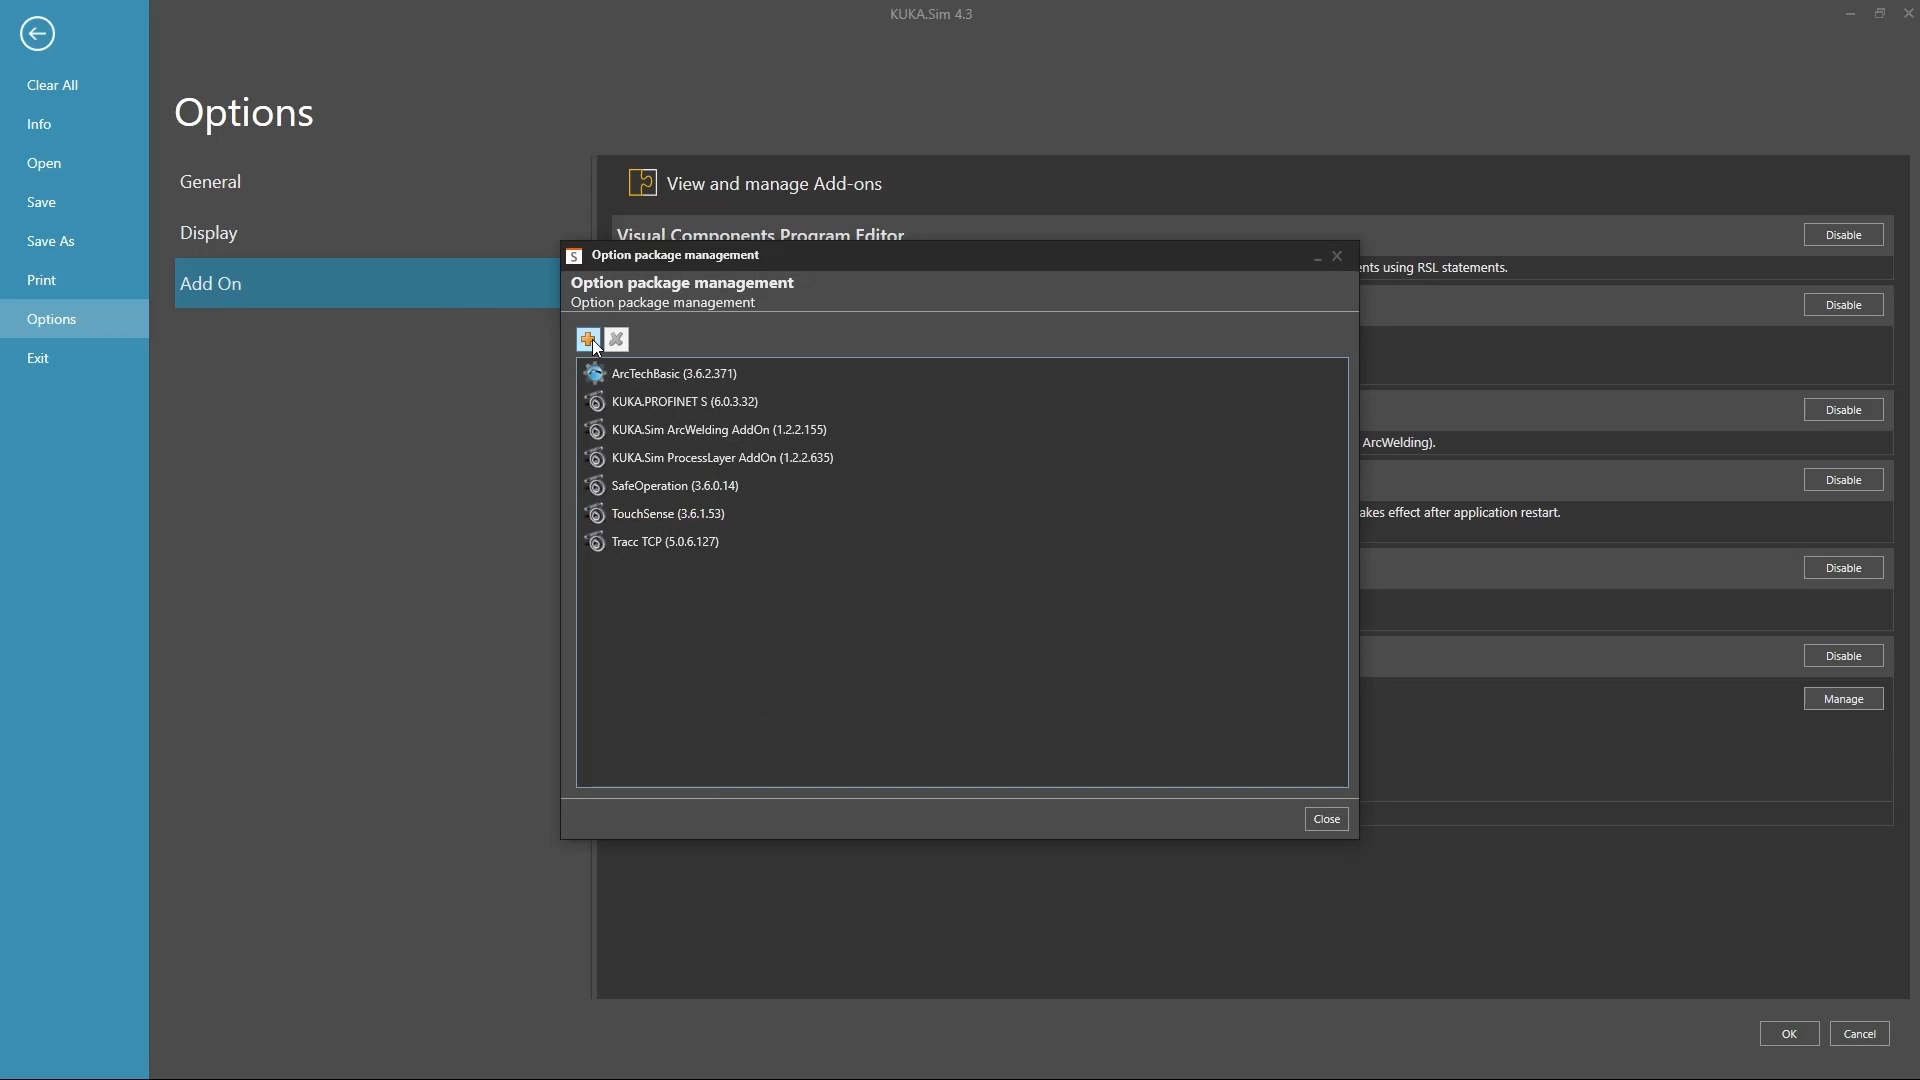 KUKA.Sim 4.3
Clear All
Info
Open
Save
Save As
Print
Options
Exit
Options
General
Display
Add On
View and manage Add-ons
Visual Components Program Editor
Disable
ents using RSL statements.
Disable
Disable
ArcWelding).
Disable
akes effect after application restart.
Disable
Disable
Manage
S Option package management
Option package management
Option package management
ArcTechBasic (3.6.2.371)
KUKA.PROFINET S (6.0.3.32)
KUKA.Sim ArcWelding AddOn (1.2.2.155)
KUKA.Sim ProcessLayer AddOn (1.2.2.635)
SafeOperation (3.6.0.14)
TouchSense (3.6.1.53)
Tracc TCP (5.0.6.127)
Close
OK
Cancel